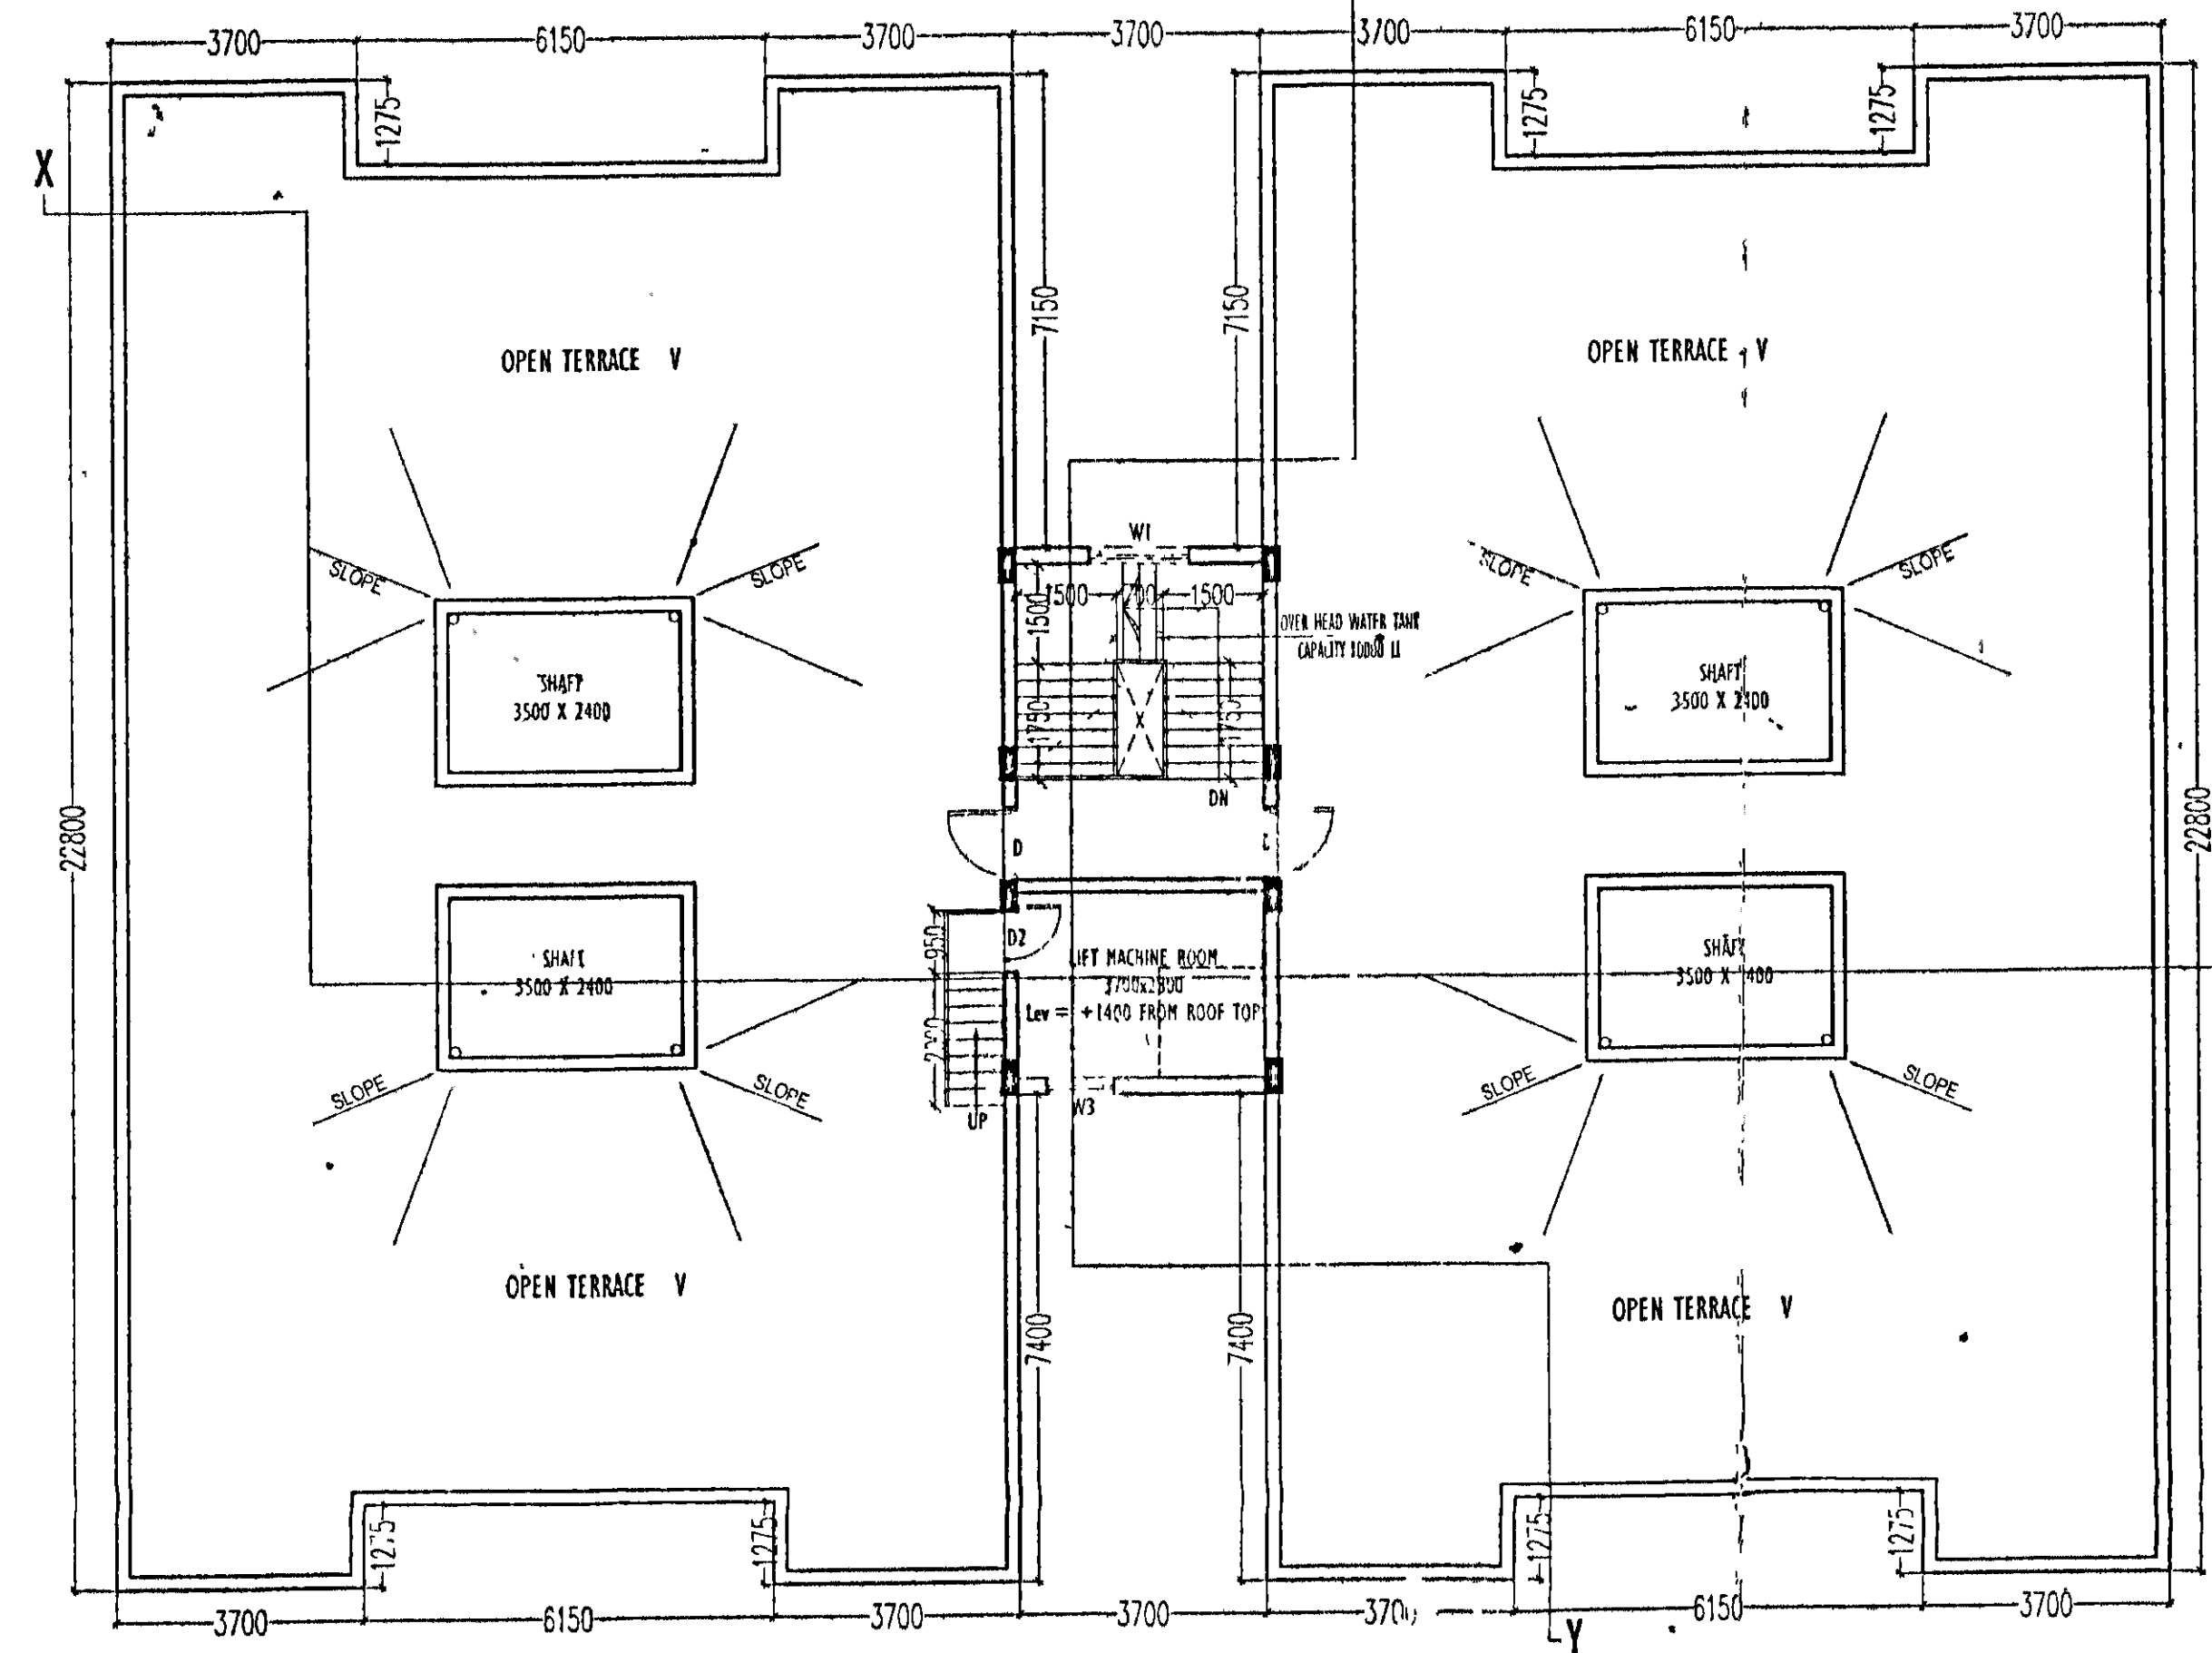 3700 6150 3700 3700 3700 6150 3700
1275 1275 1275
X
7150 7150
OPEN TERRACE V OPEN TERRACE V
W1
SLOPE SLOPE SLOPE SLOPE
1500 1500 1500
OVER HEAD WATER TANK
CAPACITY
SHAFT SHAFT
3500 X 2400 3500 X 2400
1750
X
DN
22800 22800
D
950 D2
SHAFT LIFT MACHINE ROOM SHAFT
3500 X 2400
Lev = +1400 FROM ROOF TOP
SLOPE SLOPE SLOPE SLOPE
UP W3
OPEN TERRACE V OPEN TERRACE V
7400 7400
1275 1275 1275 1275
3700 6150 3700 3700 6150 3700
Y